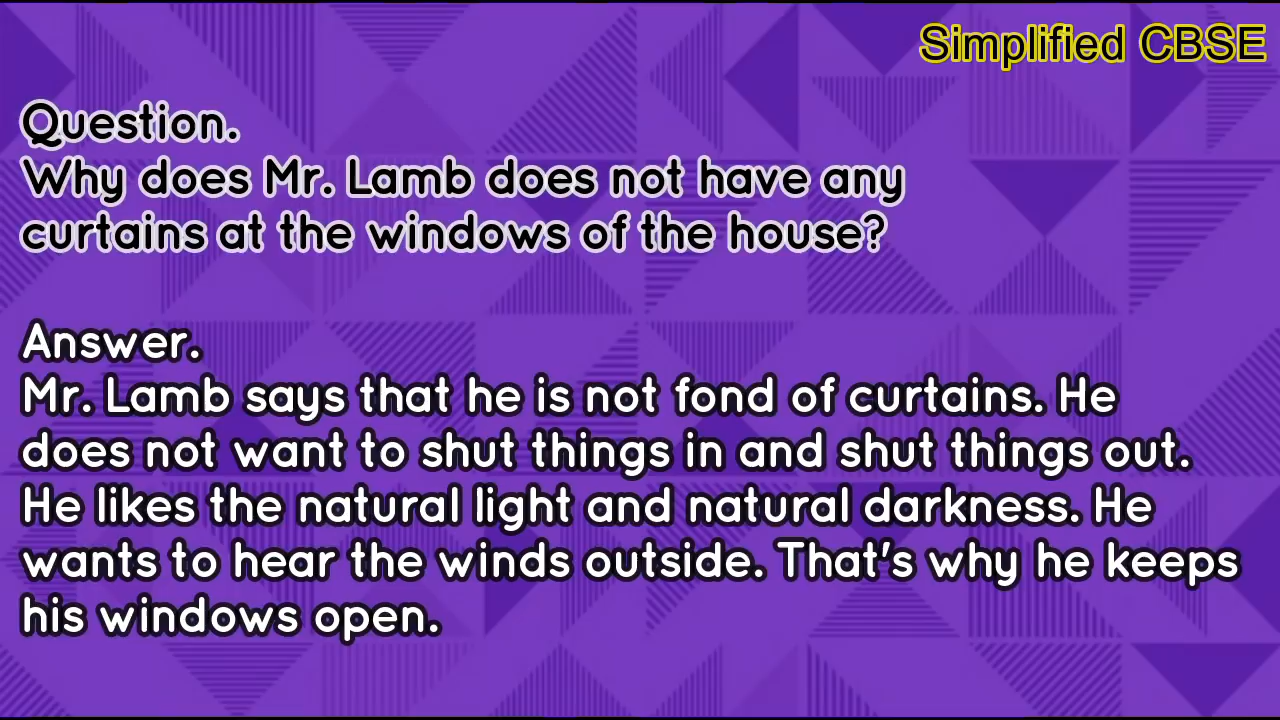 Simplified CBSE
Question.
Why does Mr. Lamb does not have any
curtains at the windows of the house?
Answer.
Mr. Lamb says that he is not fond of curtains. He
does not want to shut things in and shut things out.
He likes the natural light and natural darkness. He
wants to hear the winds outside. That's why he keeps
his windows open.